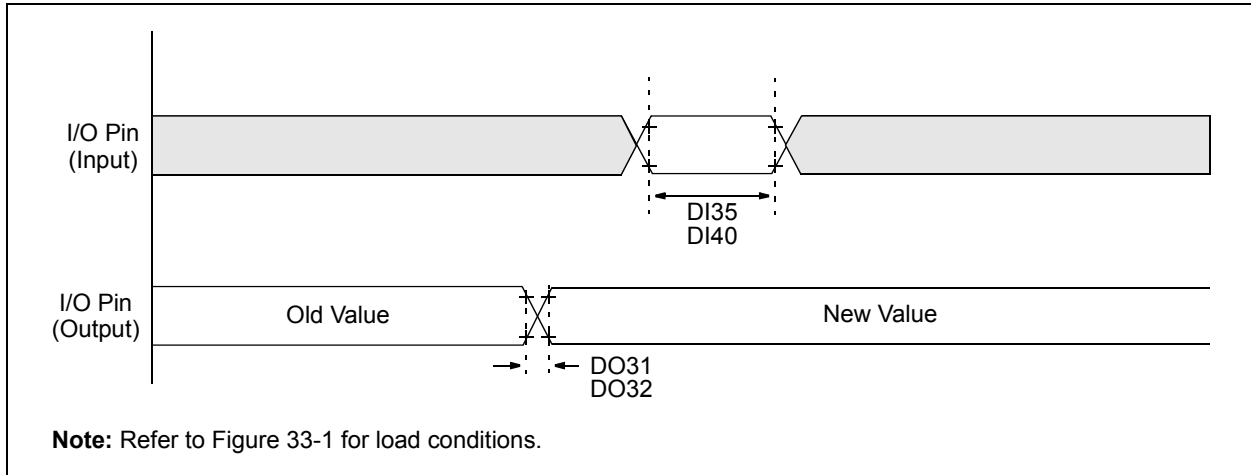 I/O Pin
(Input)
DI35
DI40
I/O Pin
(Output)
Old Value
New Value
DO31
DO32
Note: Refer to Figure 33-1 for load conditions.